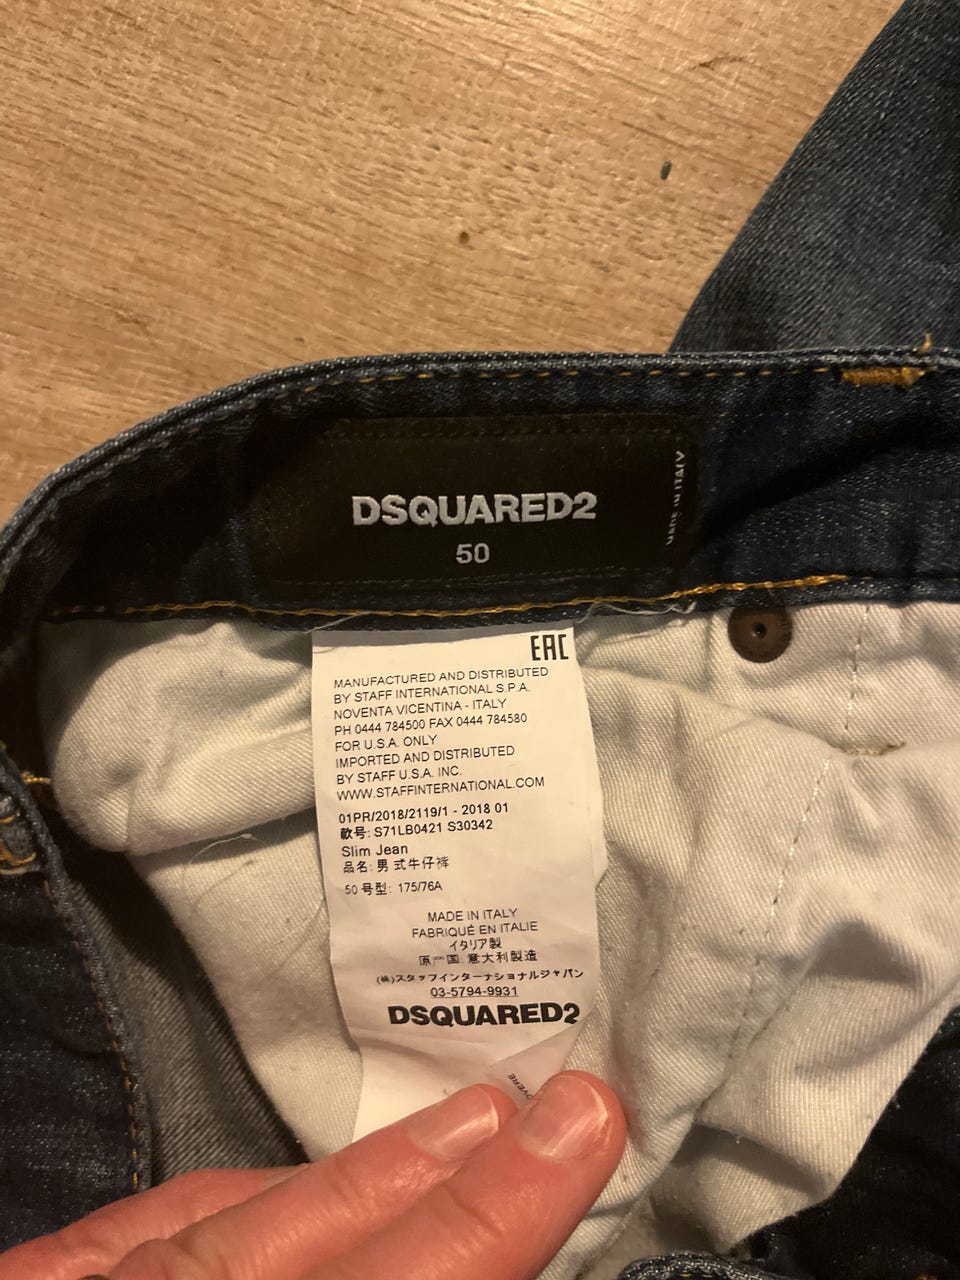 DSQUARED2
50
MADE IN ITALY
EAC
MANUFACTURED AND DISTRIBUTED
BY STAFF INTERNATIONAL S.P.A.
NOVENTA VICENTINA - ITALY
PH 0444 784500 FAX 0444 784580
FOR U.S.A. ONLY
IMPORTED AND DISTRIBUTED
BY STAFF U.S.A. INC.
WWW.STAFFINTERNATIONAL.COM
01PR/2018/2119/1 - 2018 01
款号: S71LB0421 S30342
Slim Jean
品名: 男式牛仔裤
50 号型: 175/76A
MADE IN ITALY
FABRIQUÉ EN ITALIE
イタリア製
原一国: 意大利製造
(株)スタッフインターナショナルジャパン
03-5794-9931
DSQUARED2